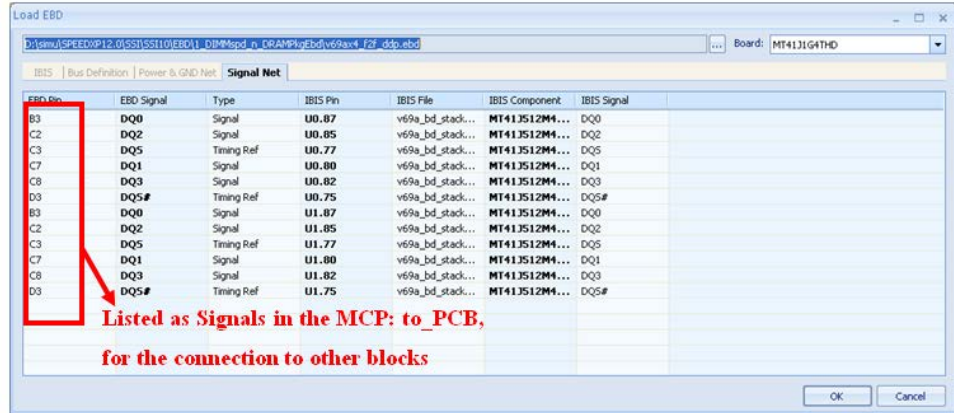 Load EBD
D:\simu\SPEEDXP12.0\SSI\SSI10\EBD\1_DIMMspd_n_DRAMPkgEbd\v69ax4_f2f_ddp.ebd ... Board: MT41J1G4THD
IBIS Bus Definition Power & GND Net Signal Net
EBD Pin EBD Signal Type IBIS Pin IBIS File IBIS Component IBIS Signal
B3 DQ0 Signal U0.87 v69a_bd_stack... MT41J512M4... DQ0
C2 DQ2 Signal U0.85 v69a_bd_stack... MT41J512M4... DQ2
C3 DQS Timing Ref U0.77 v69a_bd_stack... MT41J512M4... DQS
C7 DQ1 Signal U0.80 v69a_bd_stack... MT41J512M4... DQ1
C8 DQ3 Signal U0.82 v69a_bd_stack... MT41J512M4... DQ3
D3 DQS# Timing Ref U0.75 v69a_bd_stack... MT41J512M4... DQS#
B3 DQ0 Signal U1.87 v69a_bd_stack... MT41J512M4... DQ0
C2 DQ2 Signal U1.85 v69a_bd_stack... MT41J512M4... DQ2
C3 DQS Timing Ref U1.77 v69a_bd_stack... MT41J512M4... DQS
C7 DQ1 Signal U1.80 v69a_bd_stack... MT41J512M4... DQ1
C8 DQ3 Signal U1.82 v69a_bd_stack... MT41J512M4... DQ3
D3 DQS# Timing Ref U1.75 v69a_bd_stack... MT41J512M4... DQS#
Listed as Signals in the MCP: to_PCB,
for the connection to other blocks
OK Cancel